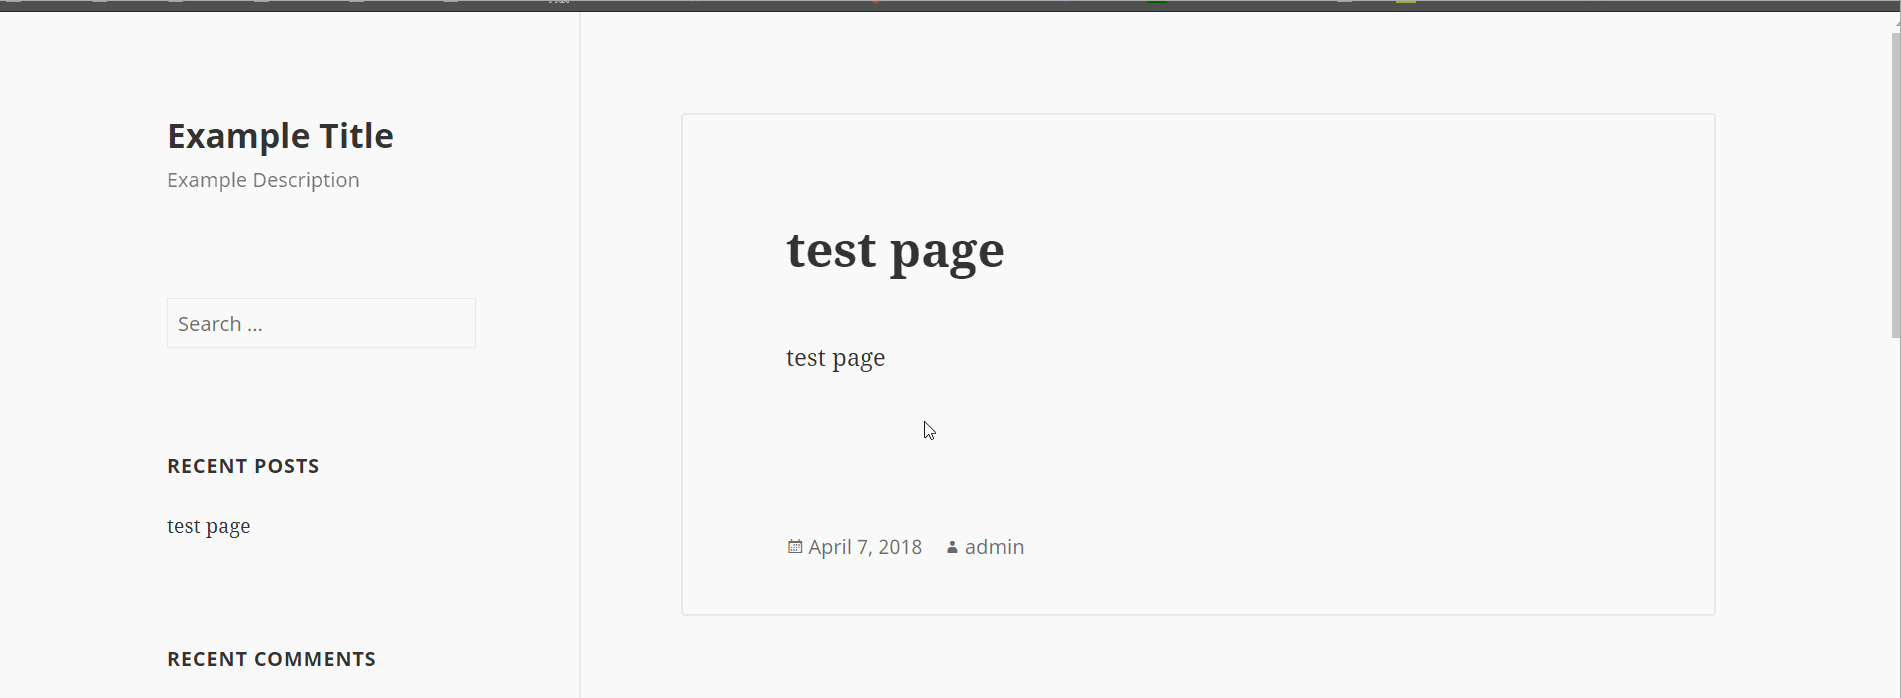 Example Title
Example Description
Search ...
RECENT POSTS
test page
RECENT COMMENTS
test page
test page
April 7, 2018 admin